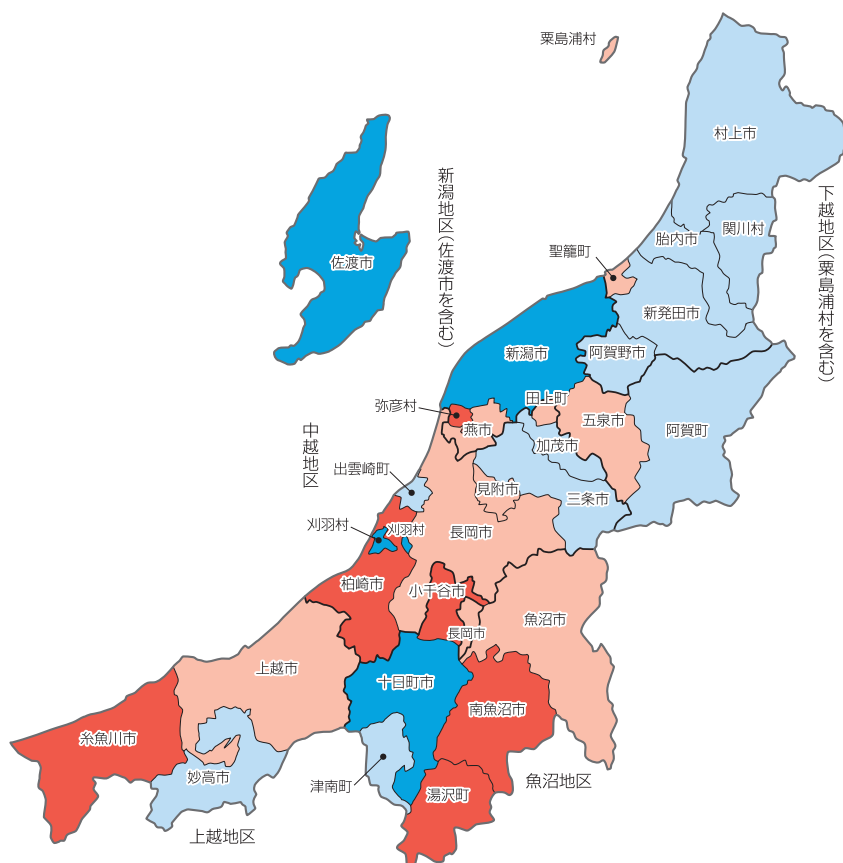 粟島浦村
村上市
新潟地区(佐渡市を含む)
下越地区(粟島浦村を含む)
関川村
胎内市
聖籠町
佐渡市
新発田市
新潟市
阿賀野市
田上町
弥彦村
燕市
五泉市
阿賀町
加茂市
中越地区
出雲崎町
見附市
三条市
刈羽村
刈羽村
長岡市
柏崎市
小千谷市
魚沼市
長岡市
上越市
十日町市
南魚沼市
糸魚川市
妙高市
津南町
魚沼地区
湯沢町
上越地区